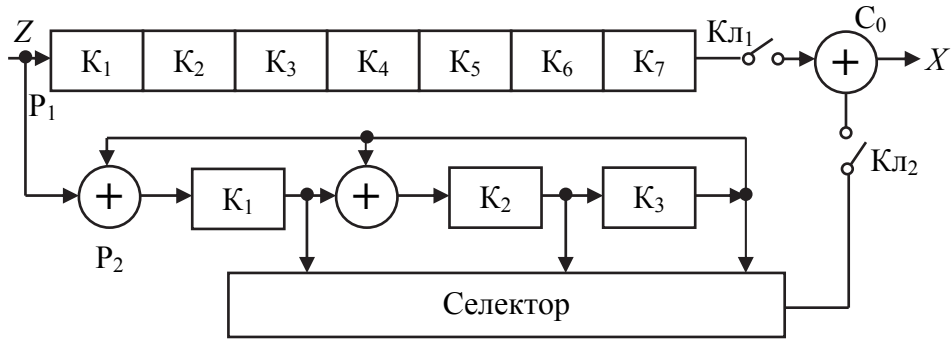 Z К₁ К₂ К₃ К₄ К₅ К₆ К₇ Кл₁ С₀ + X
Р₁
Кл₂
+ К₁ + К₂ К₃
Р₂
Селектор